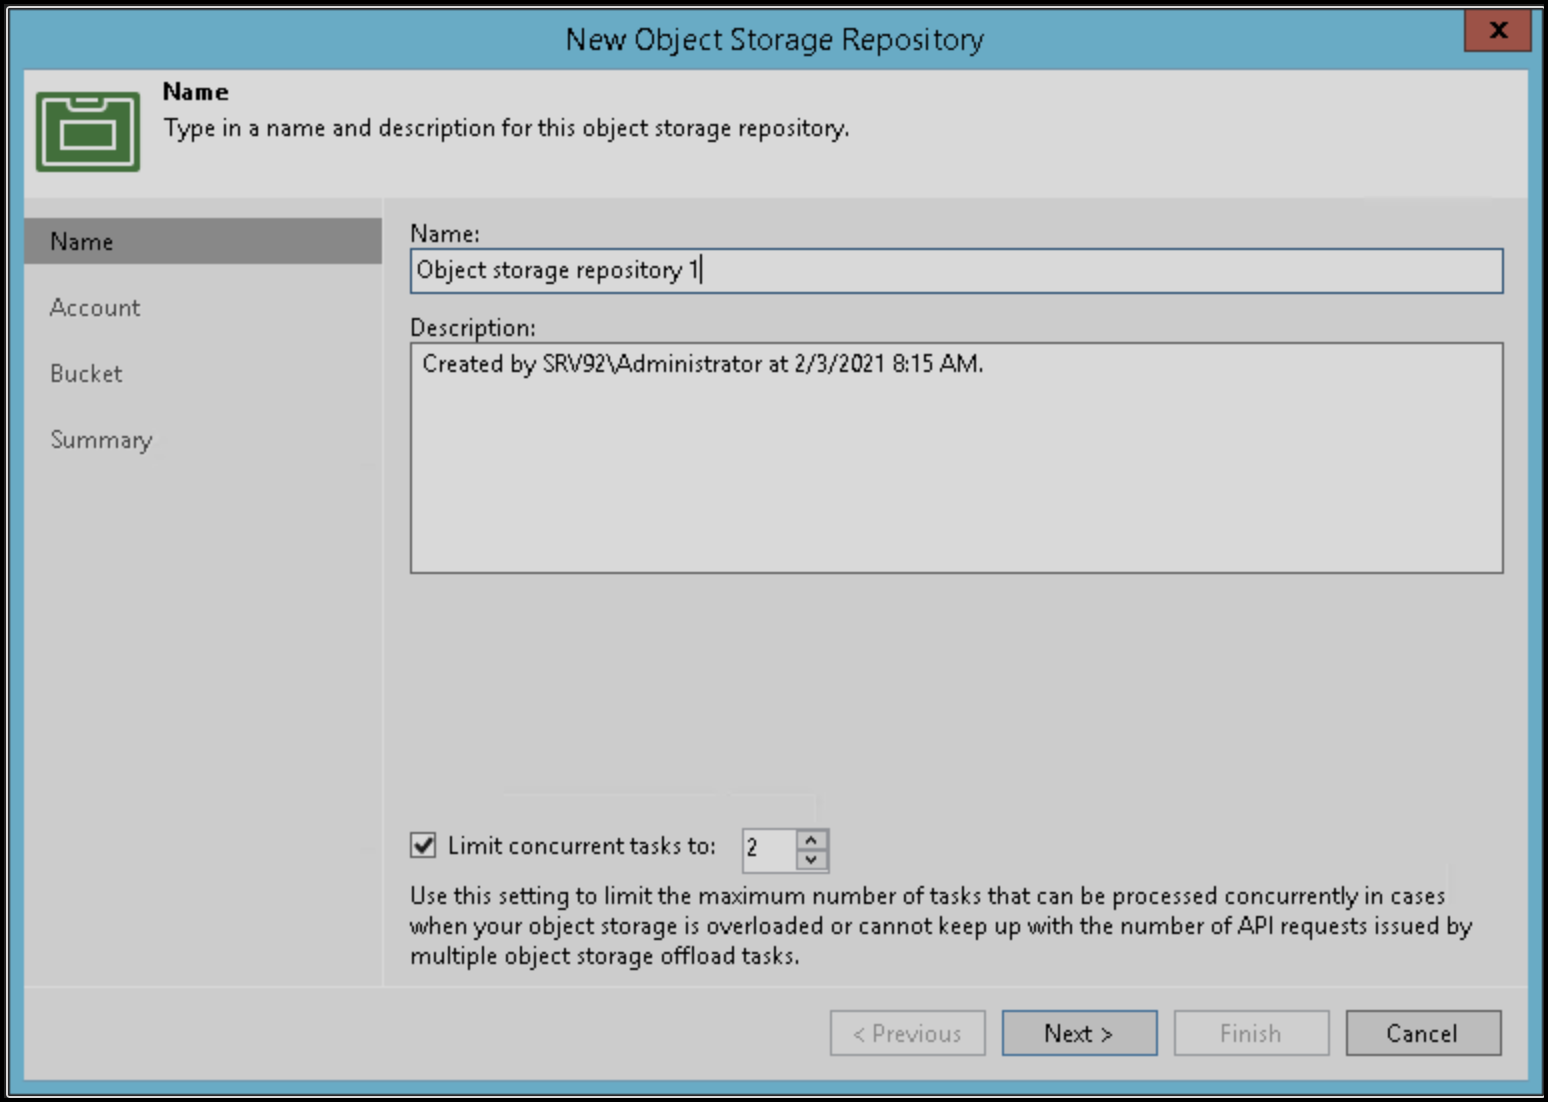 New Object Storage Repository
X
Name
Type in a name and description for this object storage repository.
Name
Account
Bucket
Summary
Name:
Object storage repository 1
Description:
Created by SRV92\Administrator at 2/3/2021 8:15 AM.
Limit concurrent tasks to: 2
Use this setting to limit the maximum number of tasks that can be processed concurrently in cases
when your object storage is overloaded or cannot keep up with the number of API requests issued by
multiple object storage offload tasks.
< Previous Next > Finish Cancel